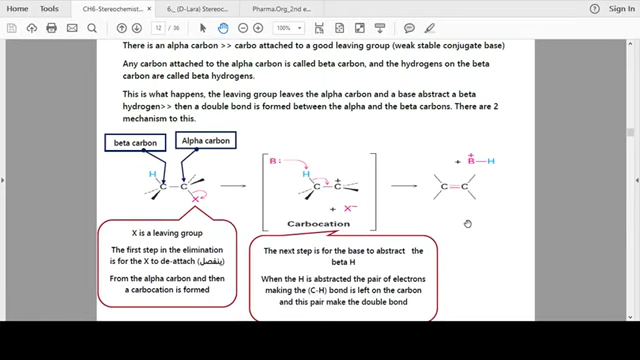 CH6-Stereochemist...
6._ (D-Lara) Stereoc...
Pharma.Org_2nd E...
12 / 36
100%
There is an alpha carbon >> carbo attached to a good leaving group (weak stable conjugate base)
Any carbon attached to the alpha carbon is called beta carbon, and the hydrogens on the beta
carbon are called beta hydrogens.
This is what happens, the leaving group leaves the alpha carbon and a base abstract a beta
hydrogen>> then a double bond is formed between the alpha and the beta carbons. There are 2
mechanism to this.
beta carbon
Alpha carbon
H
C C
X
B:
H
C C
+
+ X⁻
Carbocation
+ B—H
+
C=C
X is a leaving group
The first step in the elimination
is for the X to de-attach (ينفصل)
From the alpha carbon and then
a carbocation is formed
The next step is for the base to abstract the
beta H
When the H is abstracted the pair of electrons
making the (C-H) bond is left on the carbon
and this pair make the double bond